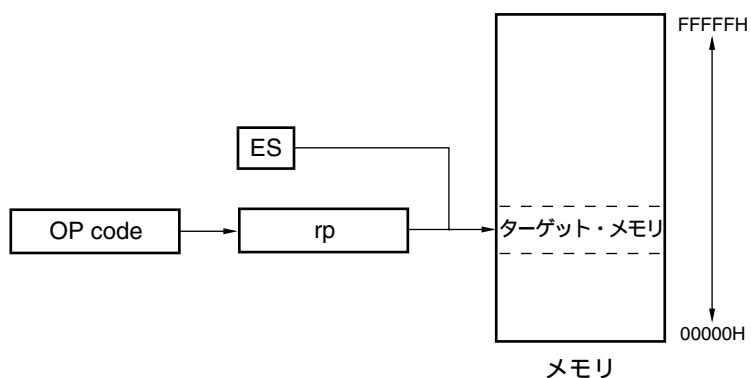 FFFFFH
ES
OP code
rp
ターゲット・メモリ
00000H
メモリ